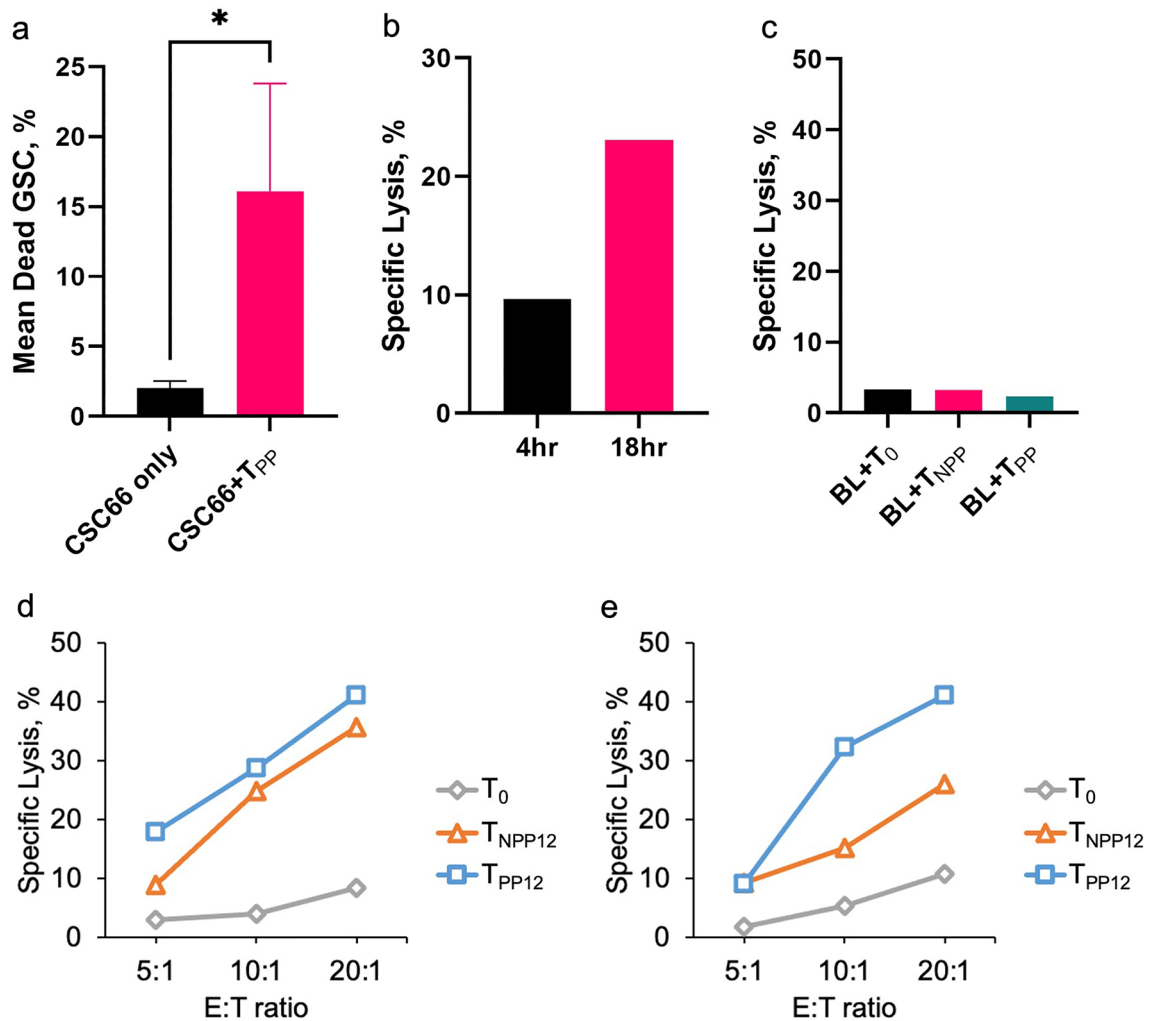 a
*
Mean Dead GSC, %
25
20
15
10
5
0
CSC66 only
CSC66+TPP
b
Specific Lysis, %
30
20
10
0
4hr
18hr
c
Specific Lysis, %
50
40
30
20
10
0
BL+T0
BL+TNPP
BL+TPP
d
Specific Lysis, %
50
40
30
20
10
0
5:1
10:1
20:1
E:T ratio
T0
TNPP12
TPP12
e
Specific Lysis, %
50
40
30
20
10
0
5:1
10:1
20:1
E:T ratio
T0
TNPP12
TPP12